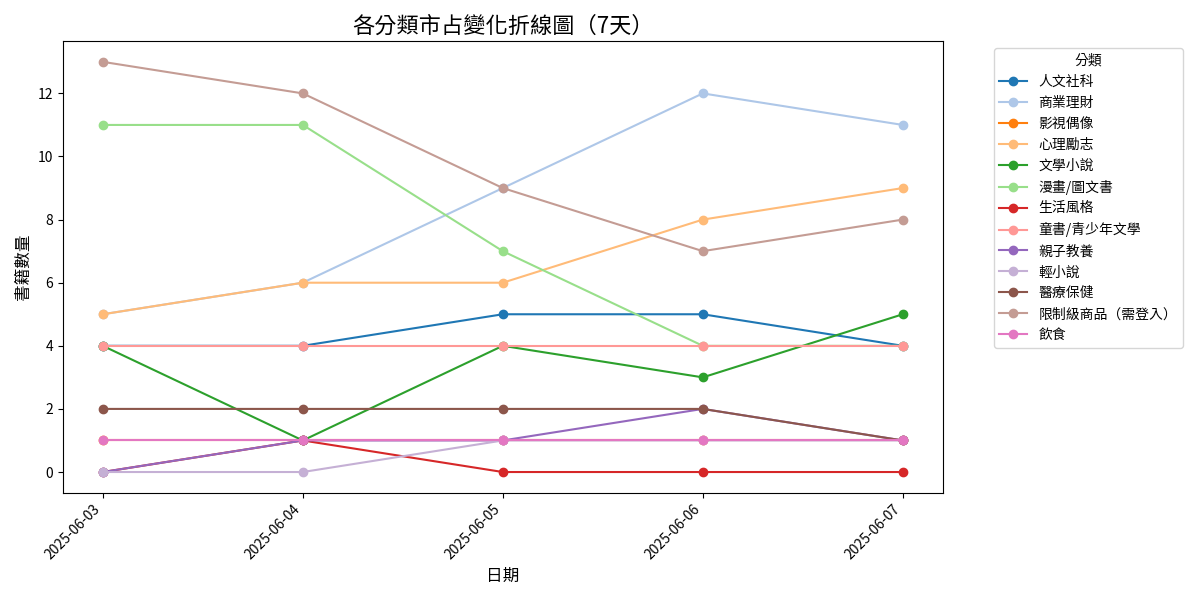 各分類市占變化折線圖（7天）
書籍數量
12
10
8
6
4
2
0
2025-06-03
2025-06-04
2025-06-05
2025-06-06
2025-06-07
日期
分類
人文社科
商業理財
影視偶像
心理勵志
文學小說
漫畫/圖文書
生活風格
童書/青少年文學
親子教養
輕小說
醫療保健
限制級商品（需登入）
飲食